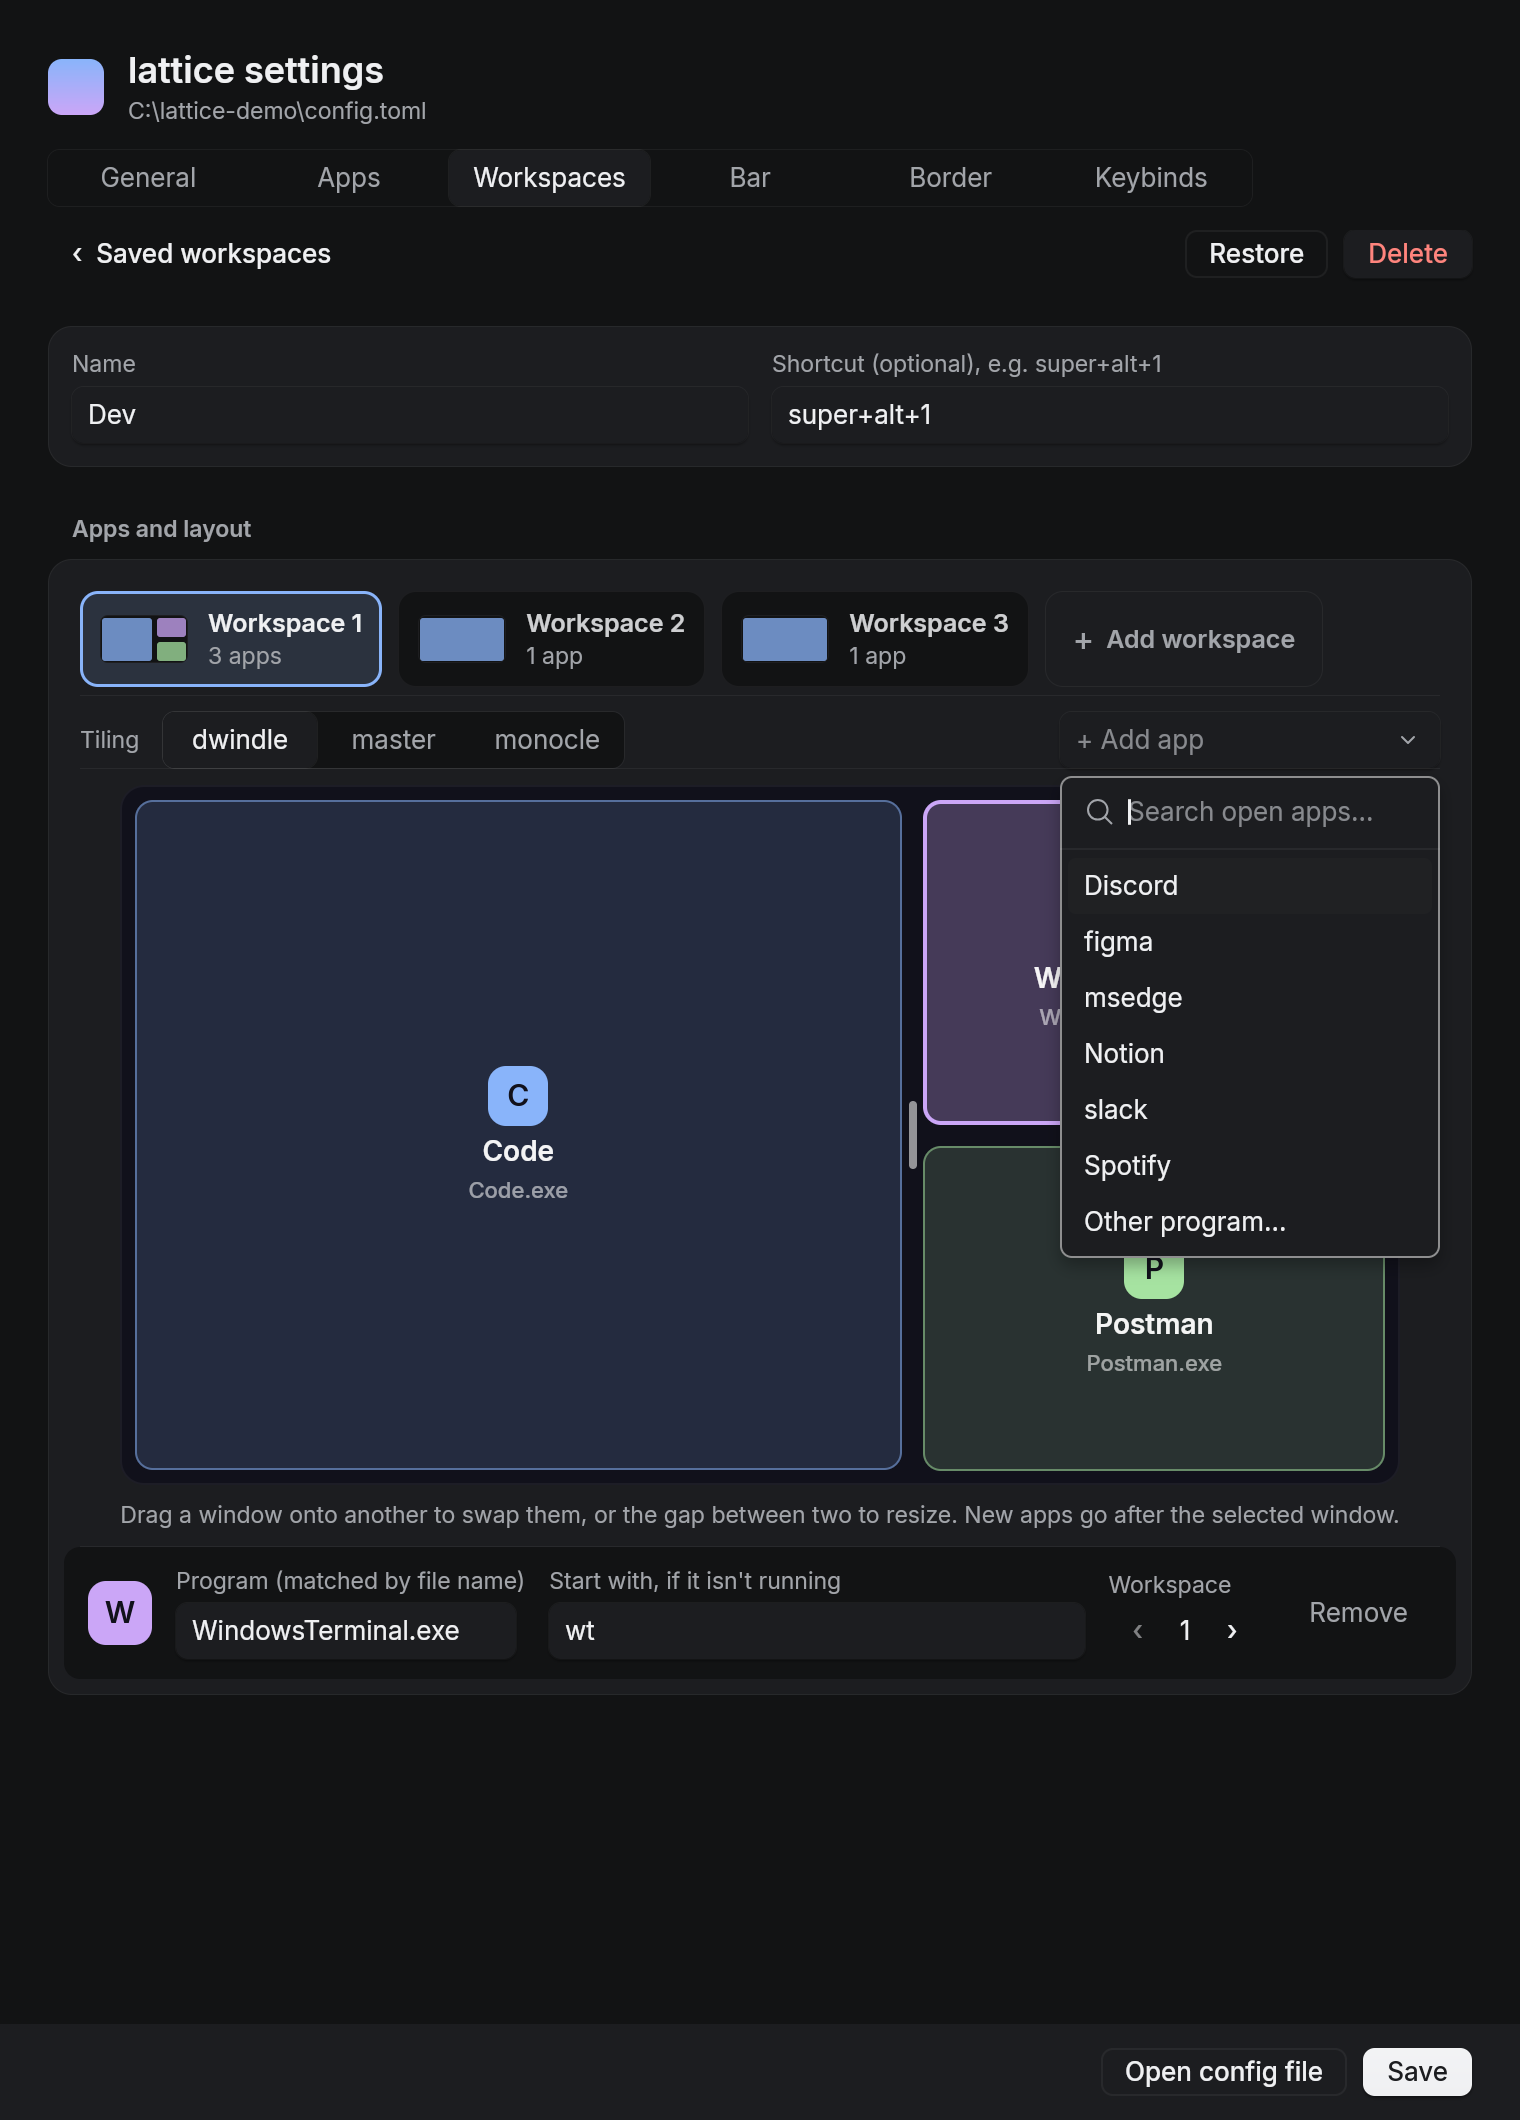 lattice settings
C:\lattice-demo\config.toml
General Apps Workspaces Bar Border Keybinds
‹ Saved workspaces Restore Delete
Name Shortcut (optional), e.g. super+alt+1
Dev super+alt+1
Apps and layout
Workspace 1 Workspace 2 Workspace 3 + Add workspace
3 apps 1 app 1 app
Tiling dwindle master monocle + Add app
Search open apps...
Discord
figma
msedge
Notion
slack
Spotify
Other program...
W
W
C
Code
Code.exe
P
Postman
Postman.exe
Drag a window onto another to swap them, or the gap between two to resize. New apps go after the selected window.
W
Program (matched by file name) Start with, if it isn't running Workspace
WindowsTerminal.exe wt ‹ 1 › Remove
Open config file Save